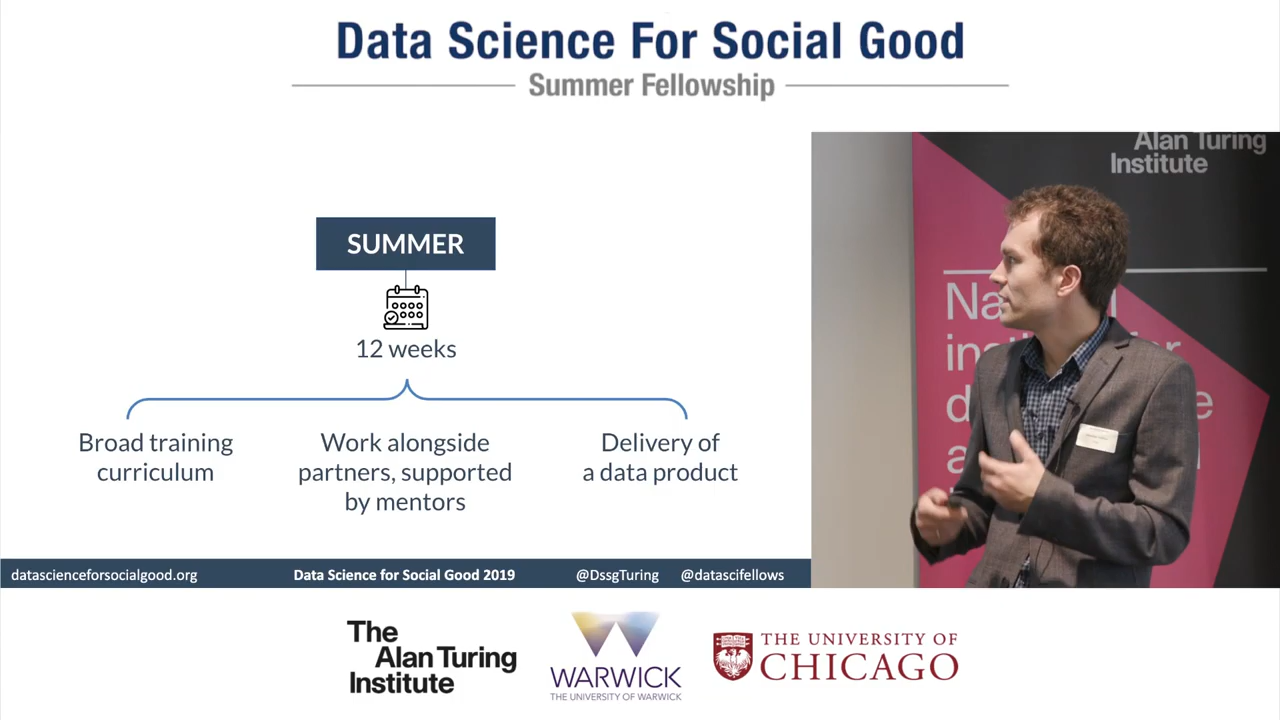 Data Science For Social Good
Summer Fellowship
Alan Turing
Institute
SUMMER
12 weeks
Broad training
curriculum
Work alongside
partners, supported
by mentors
Delivery of
a data product
datascienceforsocialgood.org
Data Science for Social Good 2019
@DssgTuring
@datascifellows
The
Alan Turing
Institute
WARWICK
THE UNIVERSITY OF WARWICK
THE UNIVERSITY OF
CHICAGO